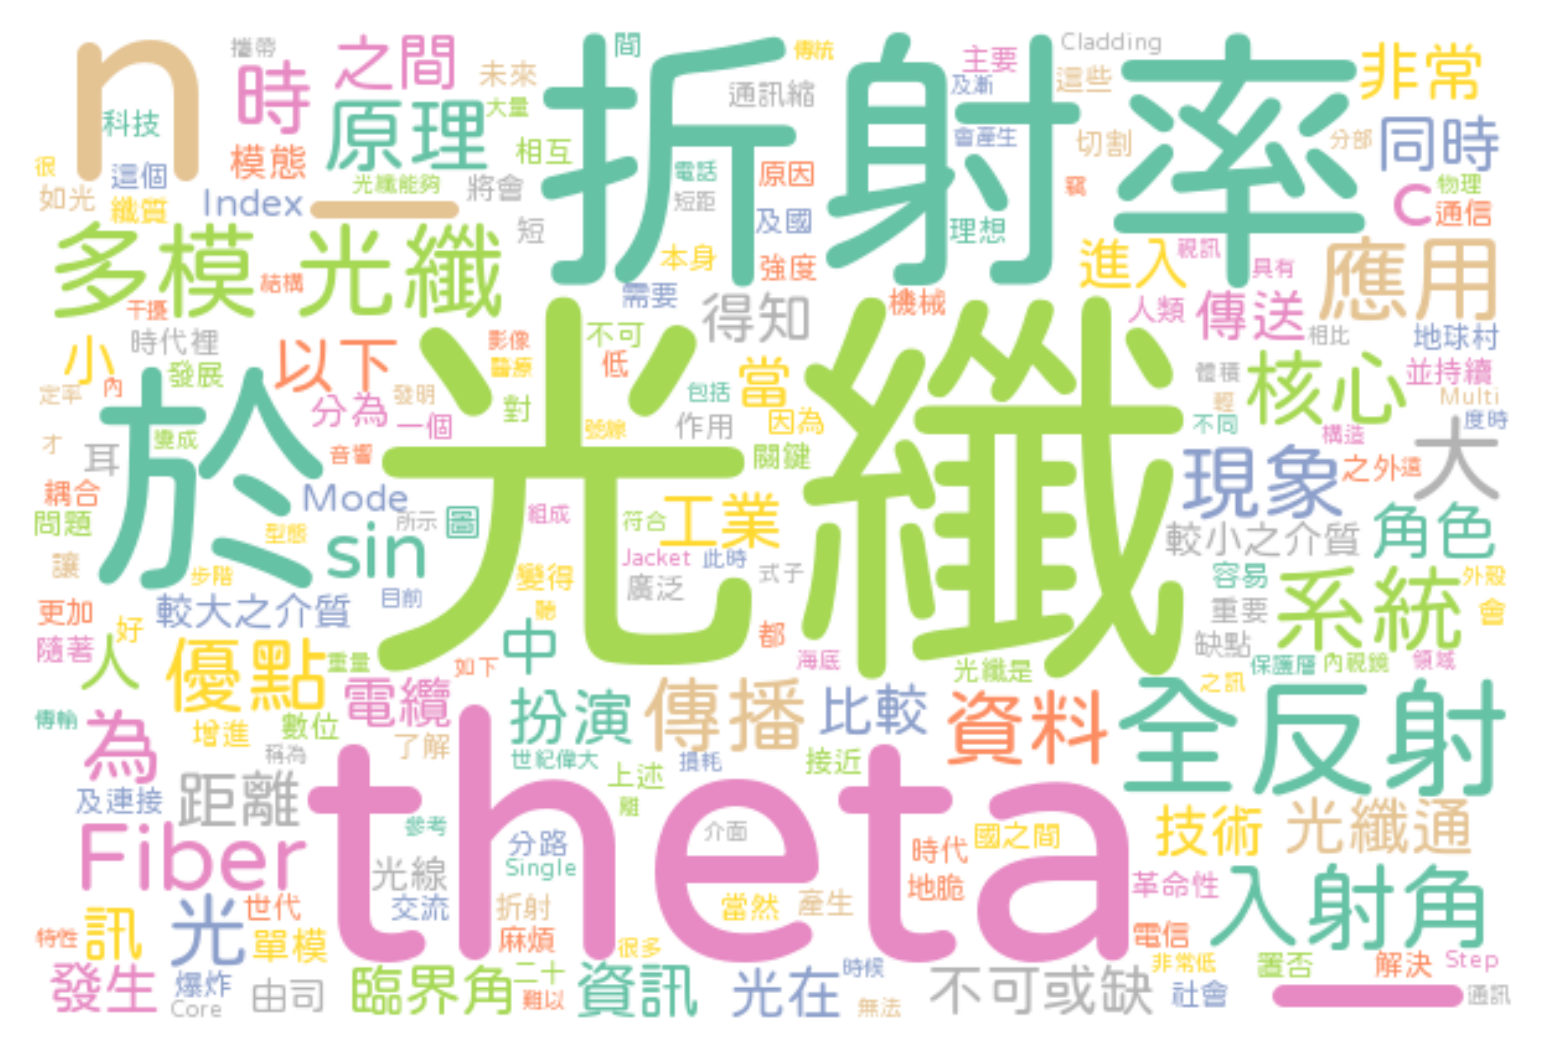 攜帶
之間
間
傳統
主要
Cladding
n
時
未來
這些
非常
科技
原理
大量
折射率
通訊縮
及漸
會產生
切割
分部
同時
很
這個
模態
相互
電話
原因
物理
如光
纖質
Index
光纖能夠
將會
短距
及國
竊
c
通信
一
短
理想
多模
光纖
結構
本身
強度
進入
視訊
具有
應用
干擾
需要
得知
機械
人類
傳送
相比
地球村
小
時代裡
以下
影像
不可
低
當
體積
核心
並持續
定率
內
發展
發明
醫療
包括
輕
Multi
分為
一個
對
號線
作用
因為
不同
構造
度時
才
耳
變成
於
音響
光纖
關鍵
現象
之外
這
大
耦合
Mode
問題
型態
sin
所示
圖
組成
符合
工業
較小之介質
角色
讓
步階
Jacket
此時
式子
變得
廣泛
容易
系統
外殼
更加
較大之介質
目前
聽
重要
會
隨著
人
好
優點
重量
中
都
缺點
如下
海底
光纖是
保護層
內視鏡
領域
傳輸
為
增進
數位
電纜
扮演
傳播
比較
資料
之訊
全反射
稱為
了解
世紀偉大
上述
損耗
接近
及連接
距離
theta
離
Fiber
參考
分路
介面
時代
國之間
技術
光纖通
光線
Single
地脆
革命性
入射角
訊
光
世代
交流
折射
當然
產生
特性
單模
麻煩
很多
電信
發生
爆炸
由司
臨界角
二十
難以
資訊
光在
時候
無法
不可或缺
非常低
社會
置否
解決
Step
Core
一
通訊